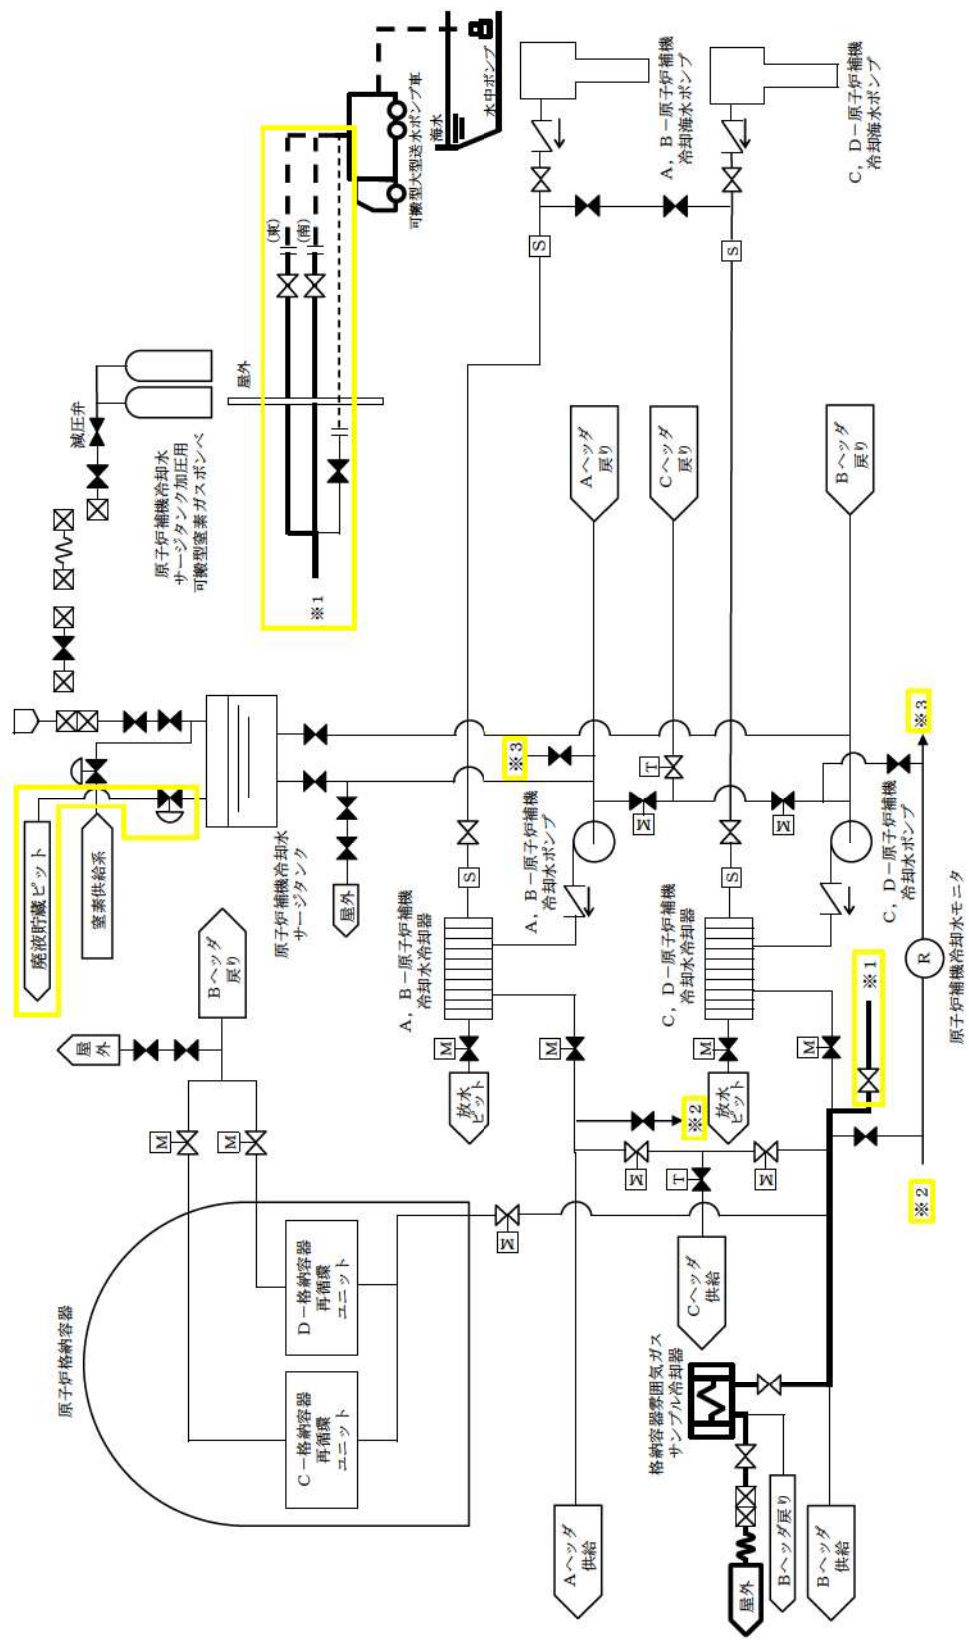 原子炉格納容器
C－格納容器
再循環
ユニット
D－格納容器
再循環
ユニット
M
M
屋
外
Bヘッダ
戻り
廃液貯蔵ピット
窒素供給系
原子炉補機冷却水
サージタンク
屋外
減圧弁
原子炉補機冷却水
サージタンク加圧用
可搬型窒素ガスボンベ
※1
屋外
(東)
(南)
可搬型大型送水ポンプ車
海水
水中ポンプ
Aヘッダ
供給
M
M
放水
ピット
M
S
A，B－原子炉補機
冷却水冷却器
A，B－原子炉補機
冷却水ポンプ
※3
Aヘッダ
戻り
S
A，B－原子炉補機
冷却海水ポンプ
格納容器雰囲気ガス
サンプル冷却器
Cヘッダ
供給
M
T
M
※2
放水
ピット
M
S
C，D－原子炉補機
冷却水冷却器
M
T
M
Cヘッダ
戻り
S
C，D－原子炉補機
冷却海水ポンプ
屋外
Bヘッダ戻り
Bヘッダ
供給
M
※1
C，D－原子炉補機
冷却水ポンプ
Bヘッダ
戻り
※2
R
原子炉補機冷却水モニタ
※3